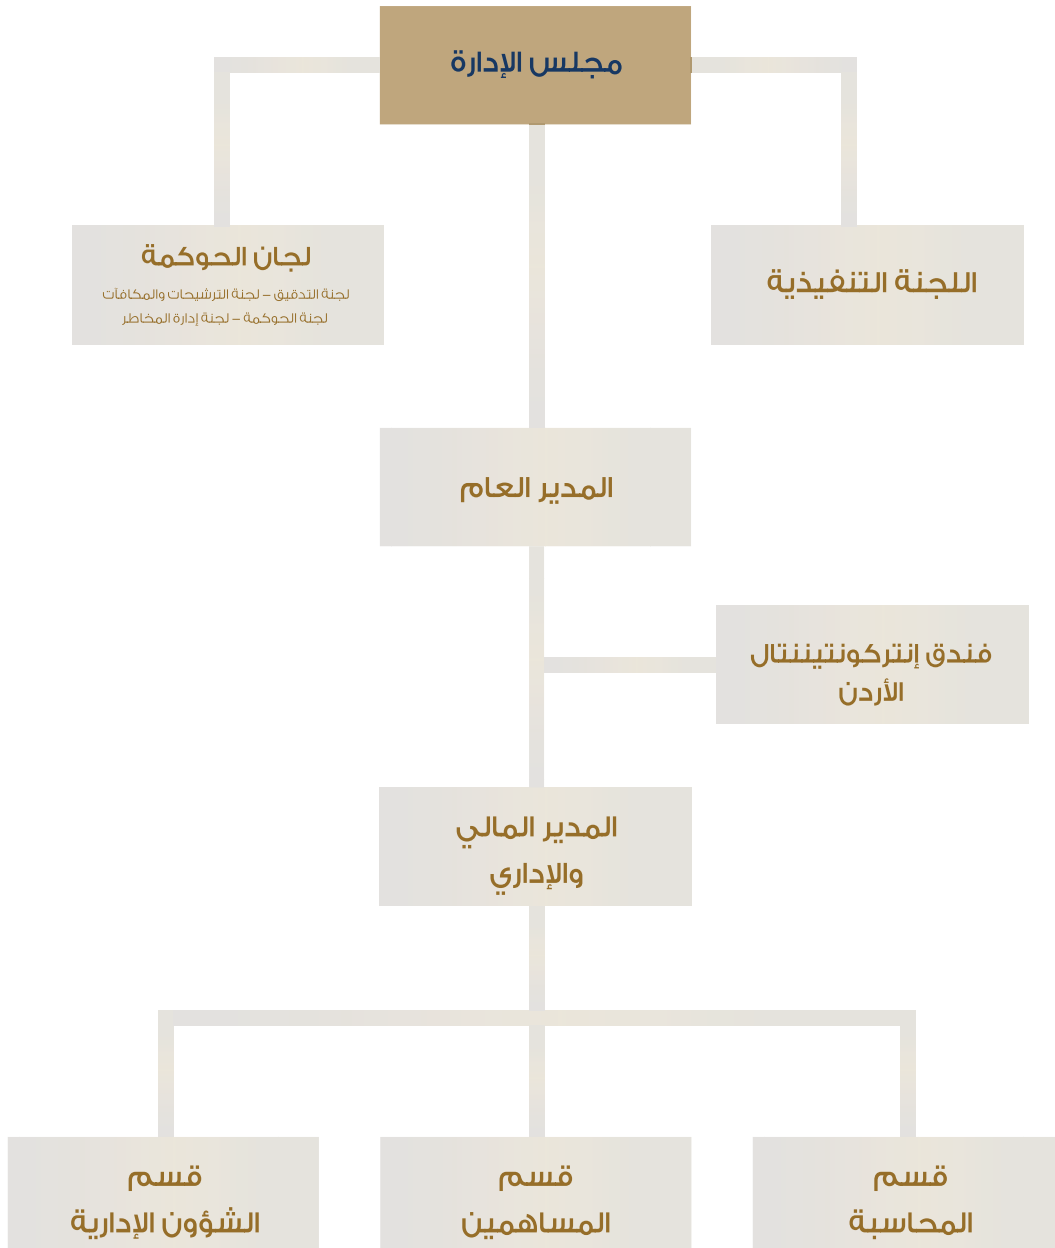 مجلس الإدارة
اللجنة التنفيذية
لجان الحوكمة
لجنة التدقيق – لجنة الترشيحات والمكافآت
لجنة الحوكمة – لجنة إدارة المخاطر
المدير العام
فندق إنتركونتيننتال
الأردن
المدير المالي
والإداري
قسم
المحاسبة
قسم
المساهمين
قسم
الشؤون الإدارية